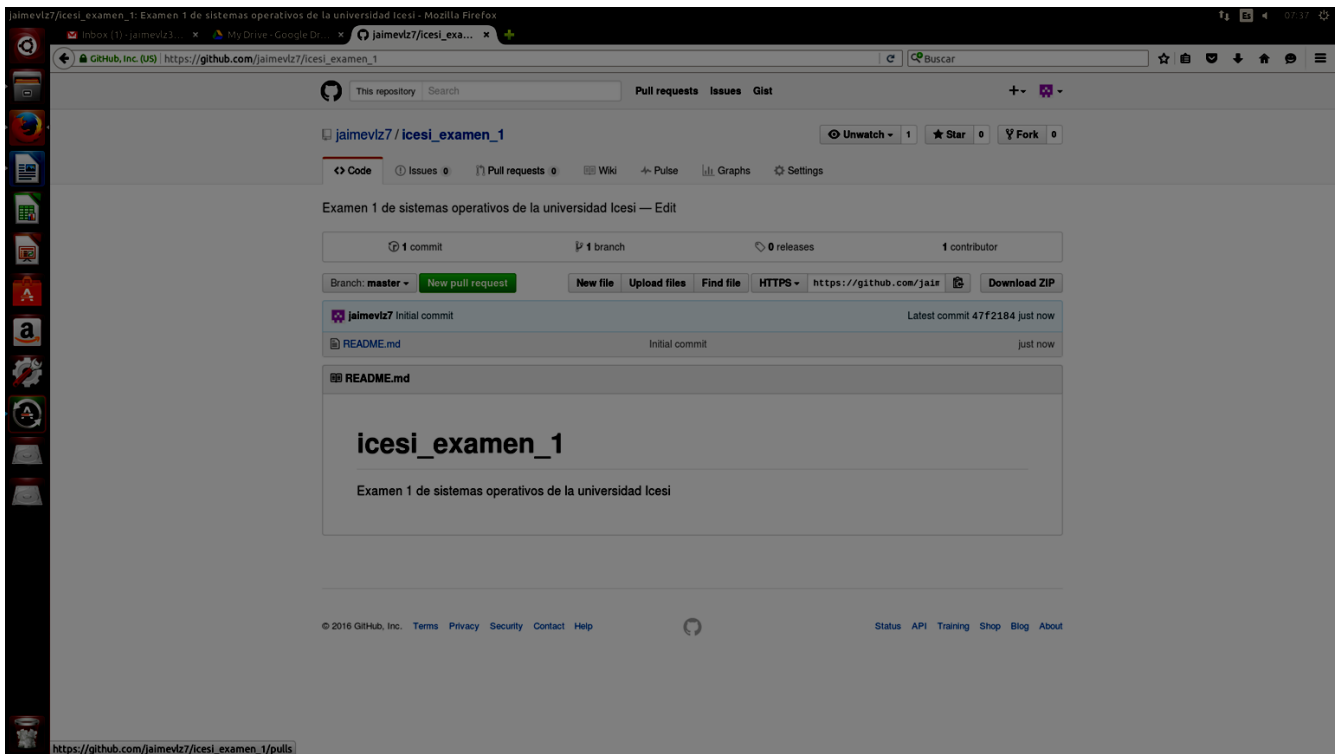 jaimevlz7/icesi_examen_1: Examen 1 de sistemas operativos de la universidad Icesi - Mozilla Firefox
Es 07:37
Inbox (1) - jaimevlz3... × My Drive - Google Dr... × jaimevlz7/icesi_exa... ×
GitHub, Inc. (US) https://github.com/jaimevlz7/icesi_examen_1 Buscar
This repository Search Pull requests Issues Gist
jaimevlz7 / icesi_examen_1 Unwatch 1 Star 0 Fork 0
Code Issues 0 Pull requests 0 Wiki Pulse Graphs Settings
Examen 1 de sistemas operativos de la universidad Icesi — Edit
1 commit 1 branch 0 releases 1 contributor
Branch: master New pull request New file Upload files Find file HTTPS https://github.com/jaim Download ZIP
jaimevlz7 Initial commit Latest commit 47f2184 just now
README.md Initial commit just now
README.md
icesi_examen_1
Examen 1 de sistemas operativos de la universidad Icesi
© 2016 GitHub, Inc. Terms Privacy Security Contact Help Status API Training Shop Blog About
https://github.com/jaimevlz7/icesi_examen_1/pulls